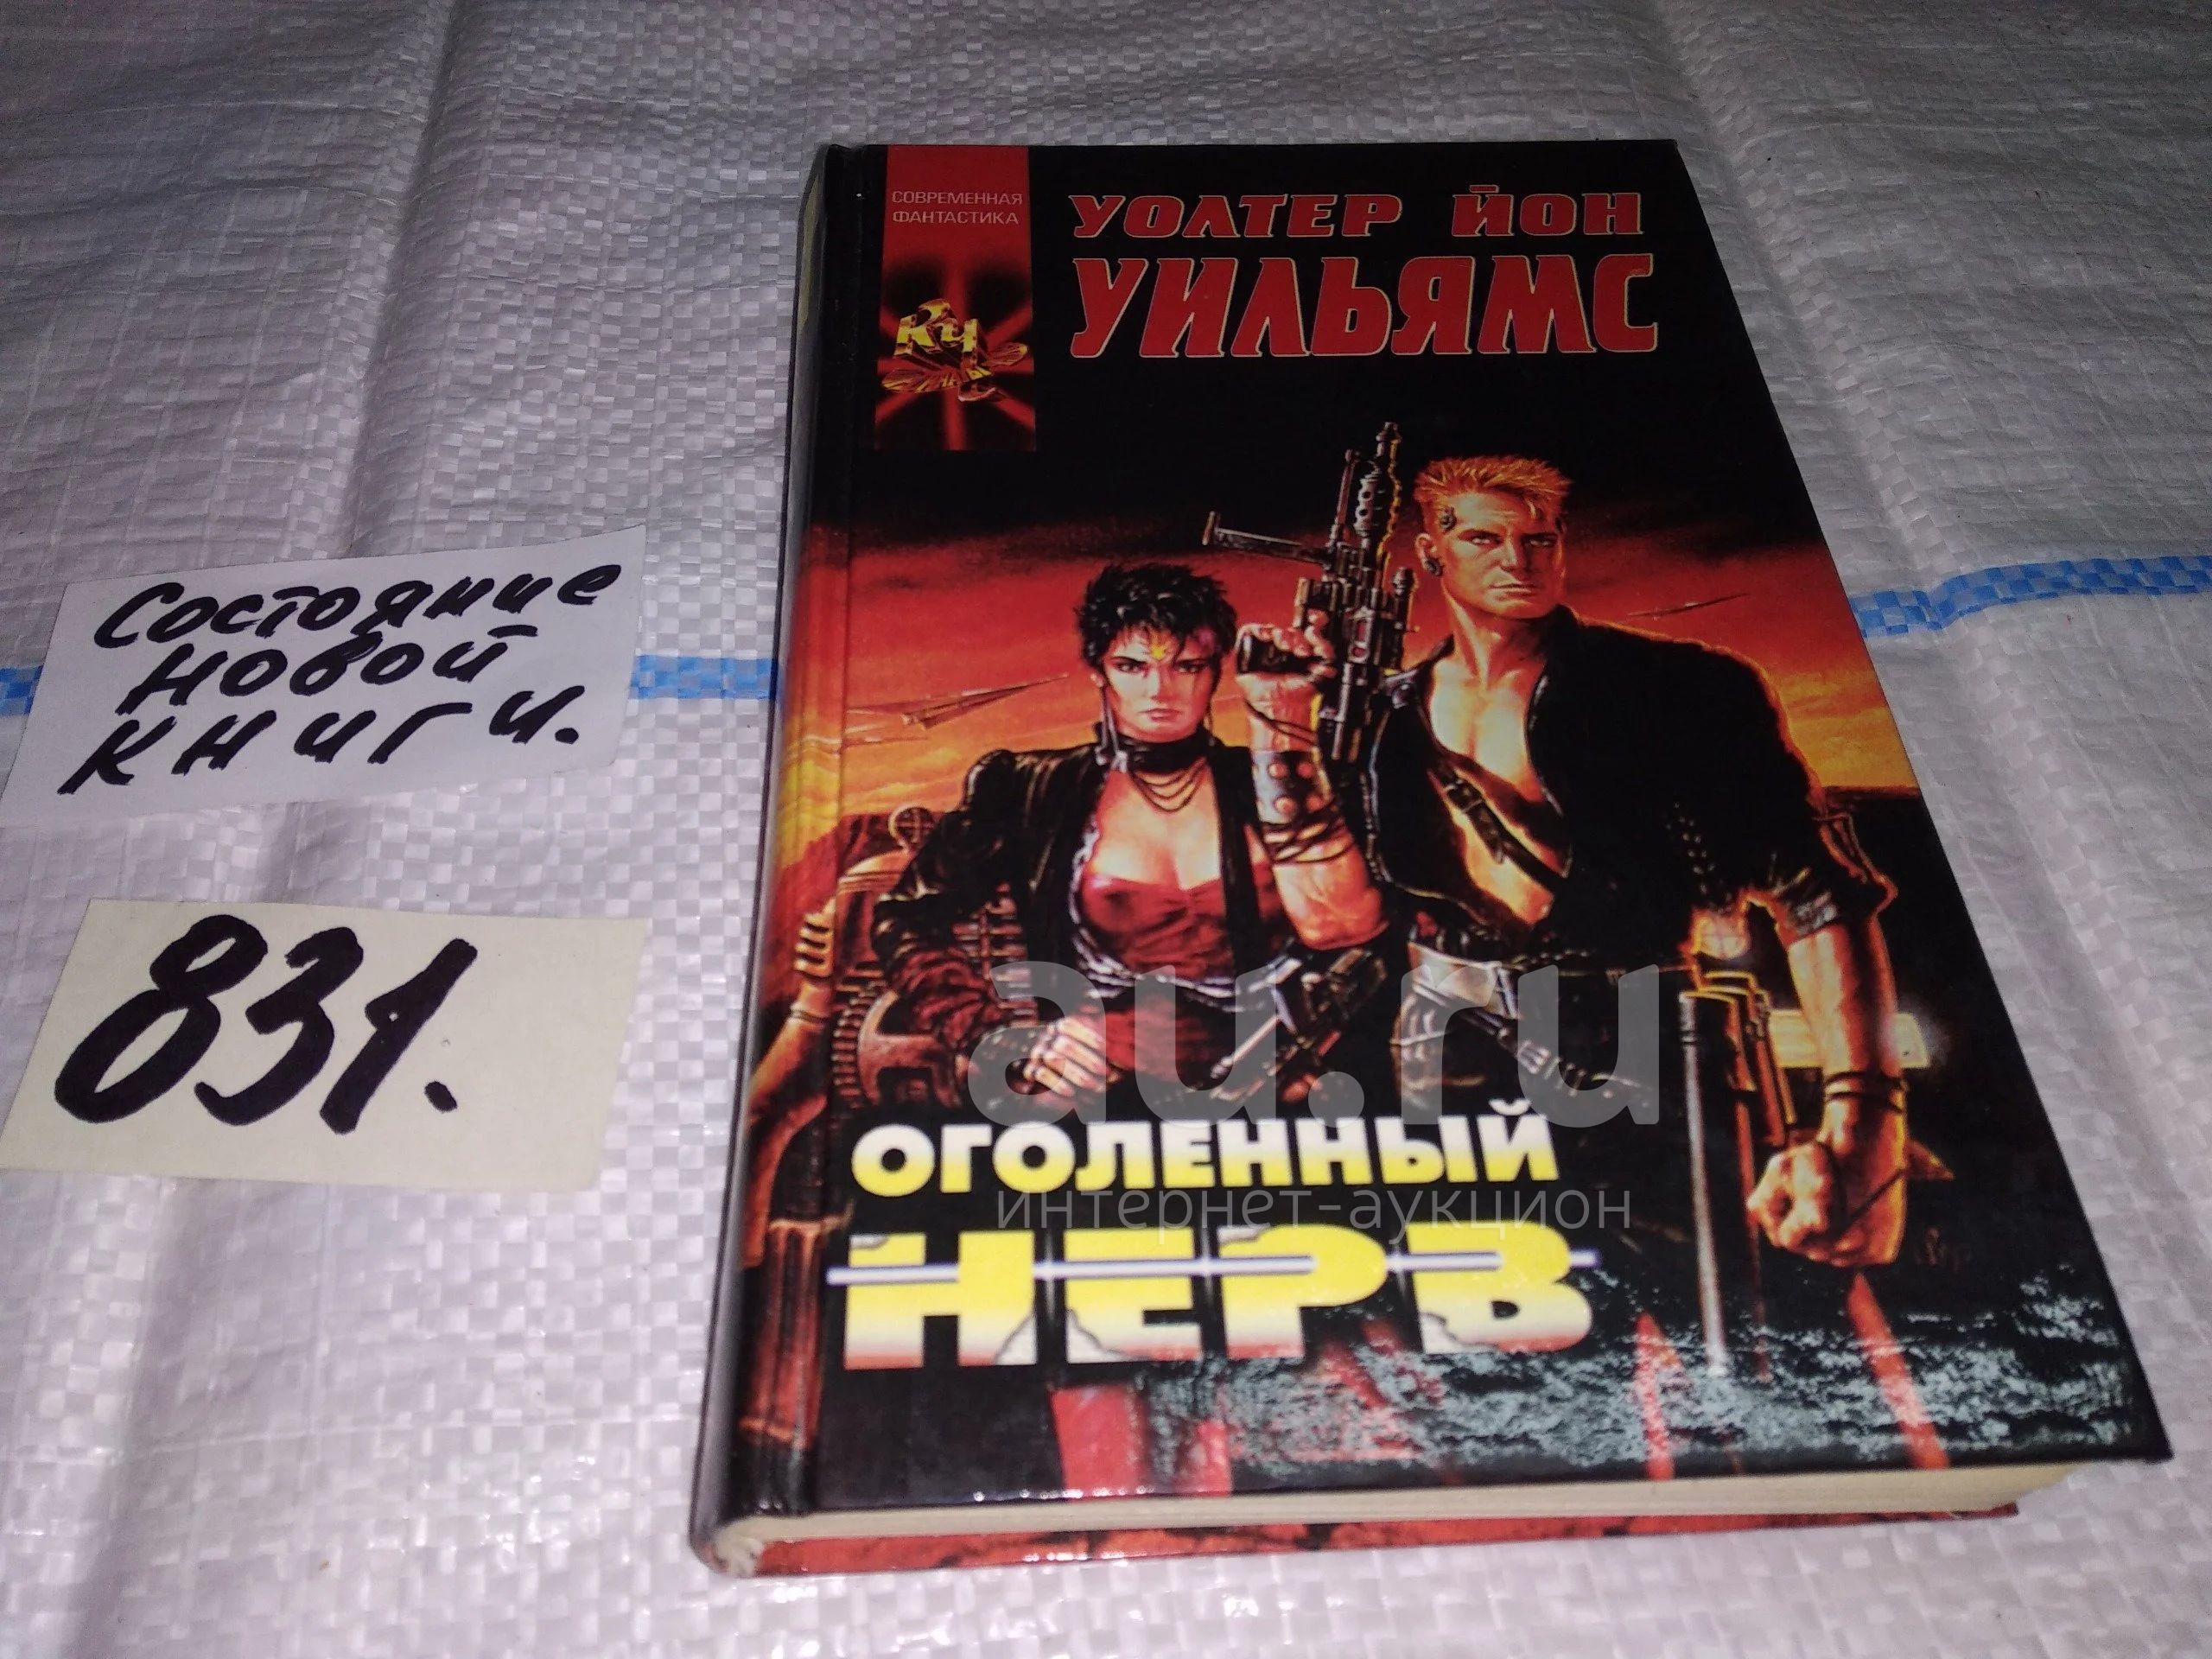 СОВРЕМЕННАЯ
ФАНТАСТИКА
УОЛТЕР ЙОН
УИЛЬЯМС
Состояние
новой
книги.
831.
au.ru
ОГОЛЕННЫЙ
интернет-аукцион
НЕРВ